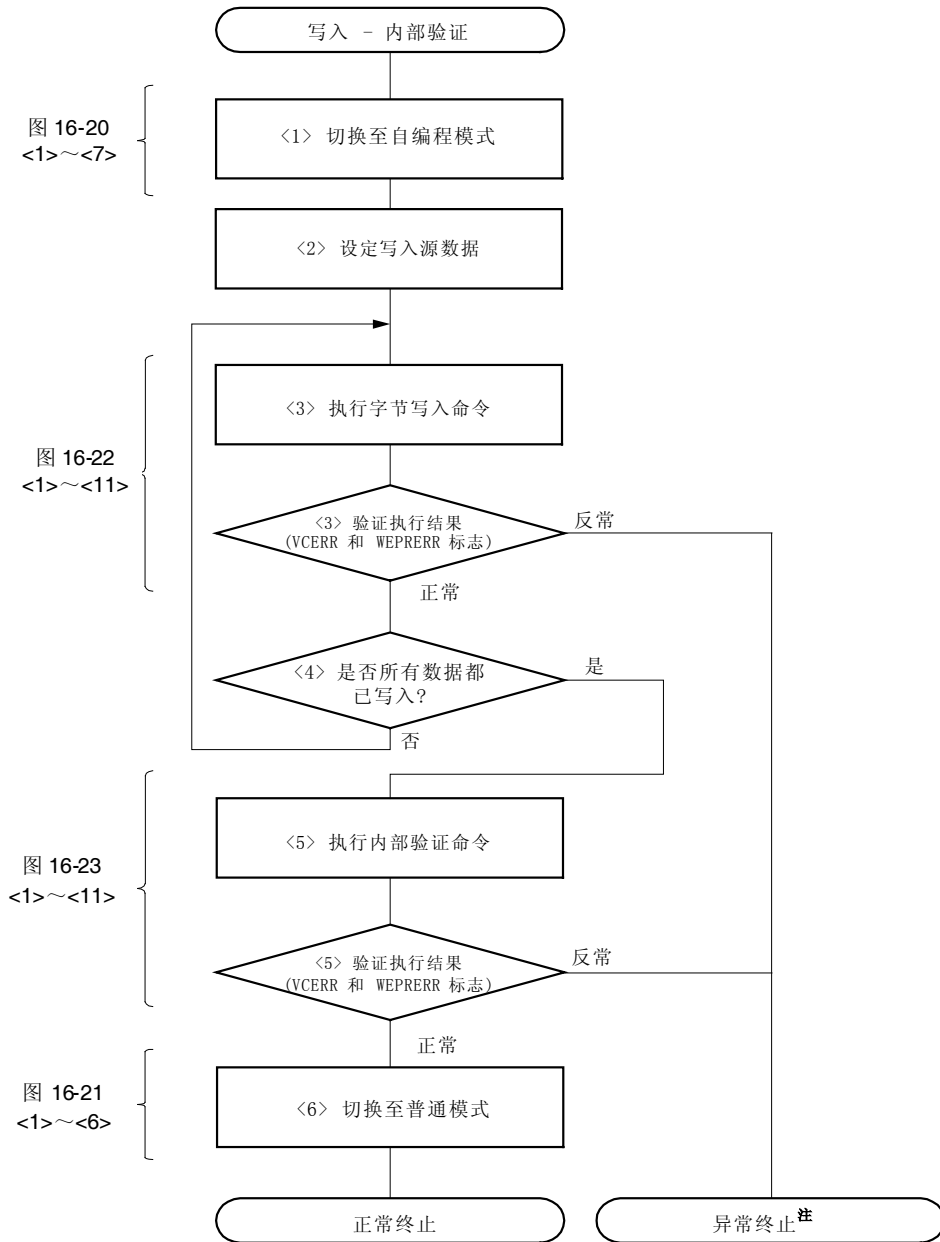 写入 - 内部验证
图 16-20
<1>～<7>
<1> 切换至自编程模式
<2> 设定写入源数据
图 16-22
<1>～<11>
<3> 执行字节写入命令
<3> 验证执行结果
(VCERR 和 WEPRERR 标志)
反常
正常
<4> 是否所有数据都
已写入?
是
否
图 16-23
<1>～<11>
<5> 执行内部验证命令
<5> 验证执行结果
(VCERR 和 WEPRERR 标志)
反常
正常
图 16-21
<1>～<6>
<6> 切换至普通模式
正常终止
异常终止注